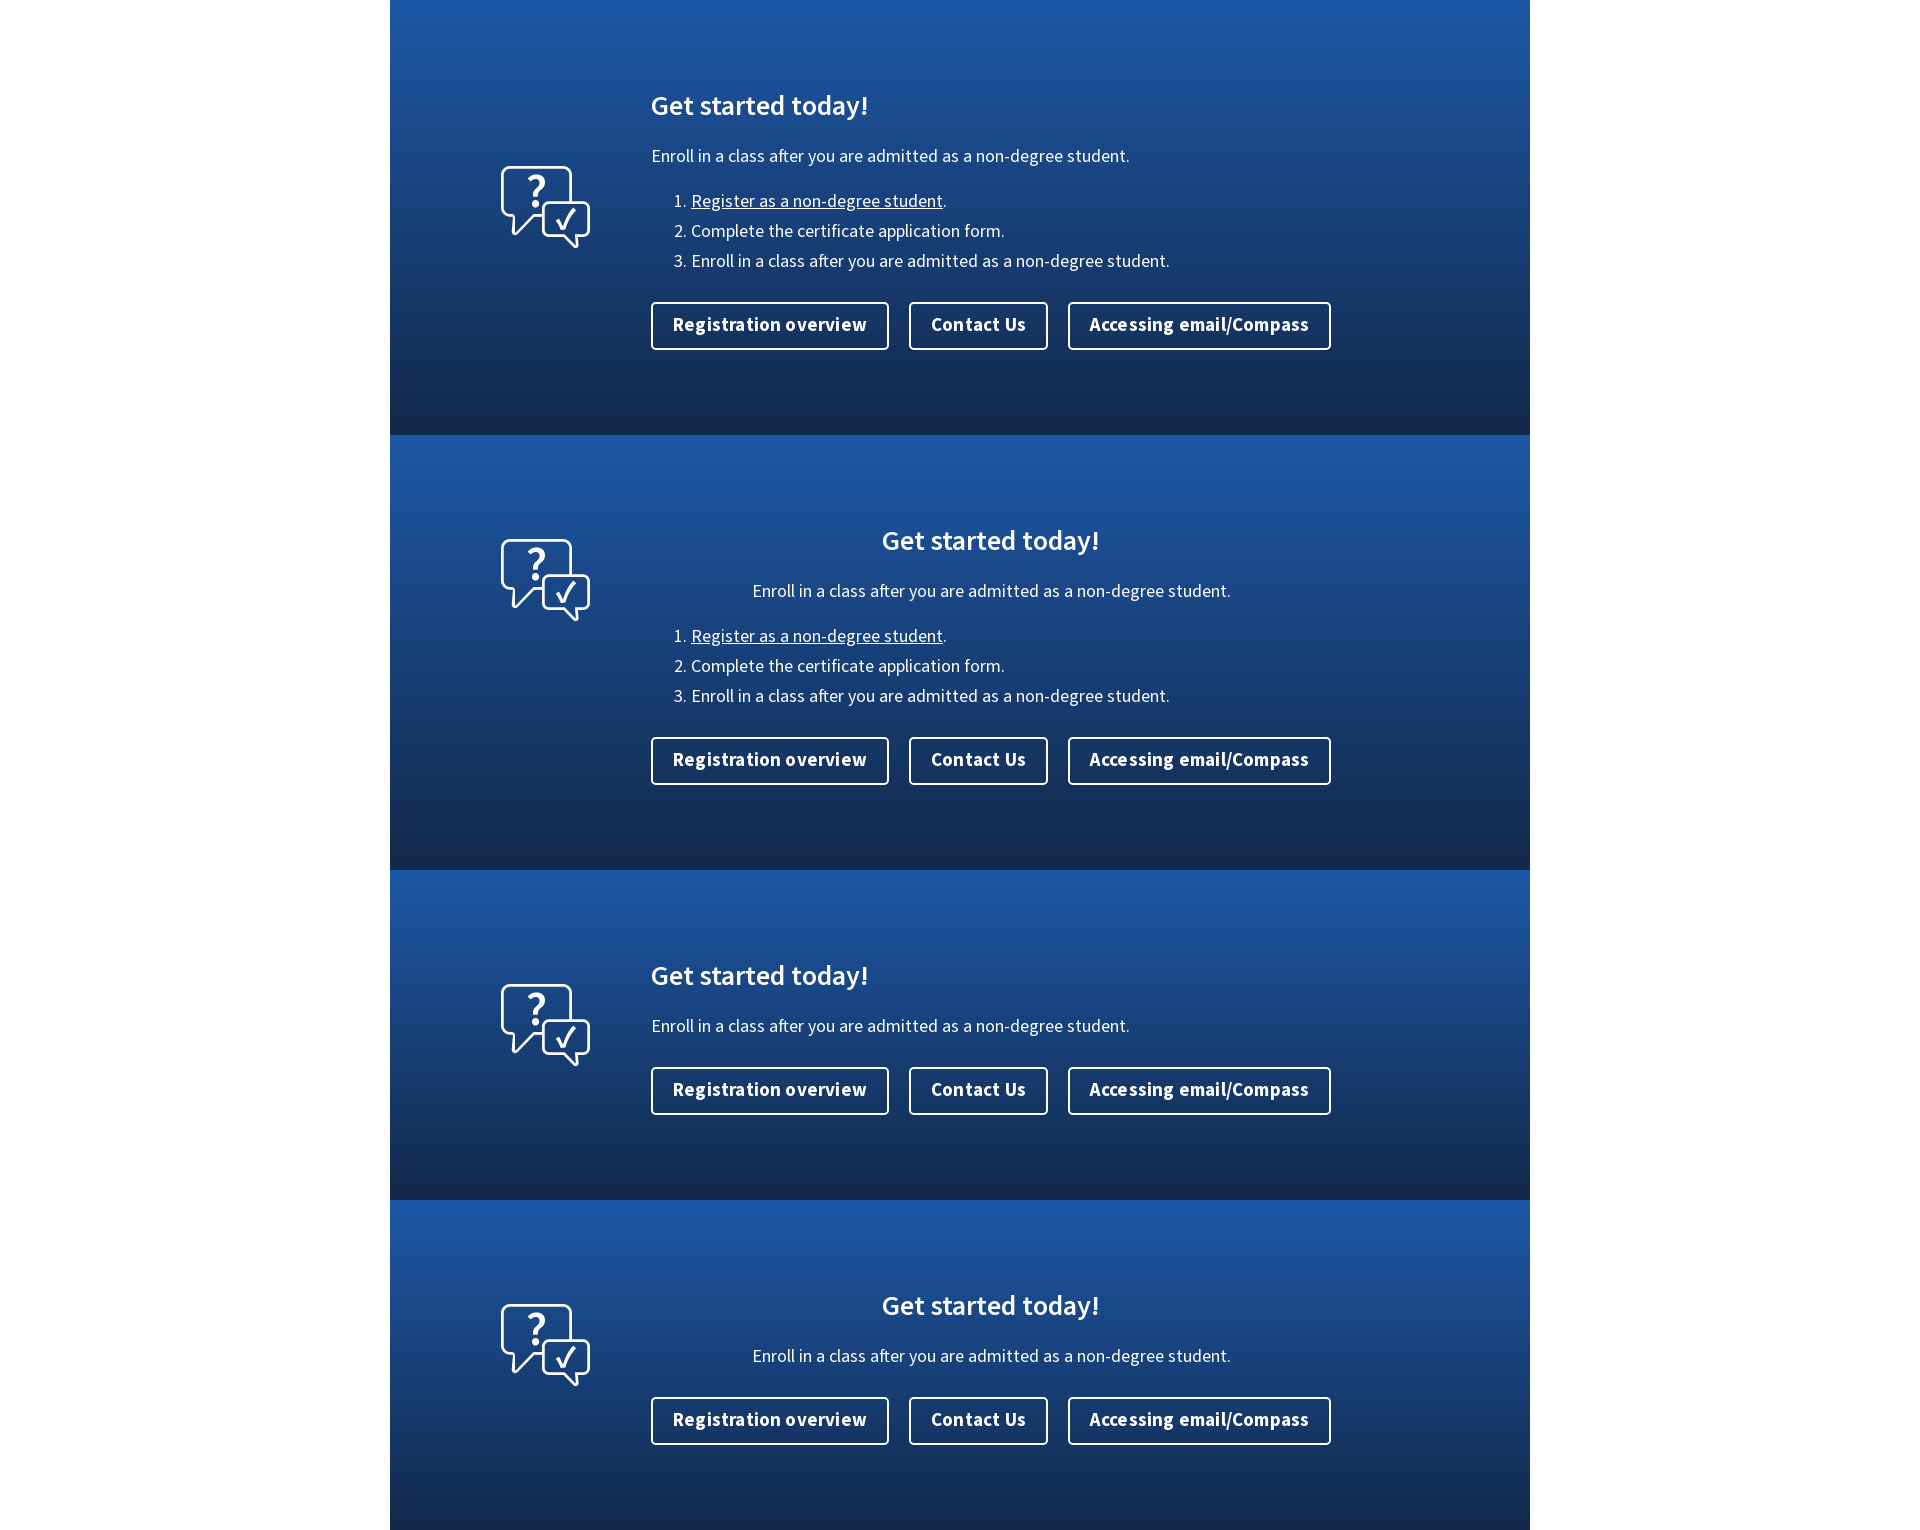 Get started today!
Enroll in a class after you are admitted as a non-degree student.
1. Register as a non-degree student.
2. Complete the certificate application form.
3. Enroll in a class after you are admitted as a non-degree student.
Registration overview Contact Us Accessing email/Compass
Get started today!
Enroll in a class after you are admitted as a non-degree student.
1. Register as a non-degree student.
2. Complete the certificate application form.
3. Enroll in a class after you are admitted as a non-degree student.
Registration overview Contact Us Accessing email/Compass
Get started today!
Enroll in a class after you are admitted as a non-degree student.
Registration overview Contact Us Accessing email/Compass
Get started today!
Enroll in a class after you are admitted as a non-degree student.
Registration overview Contact Us Accessing email/Compass